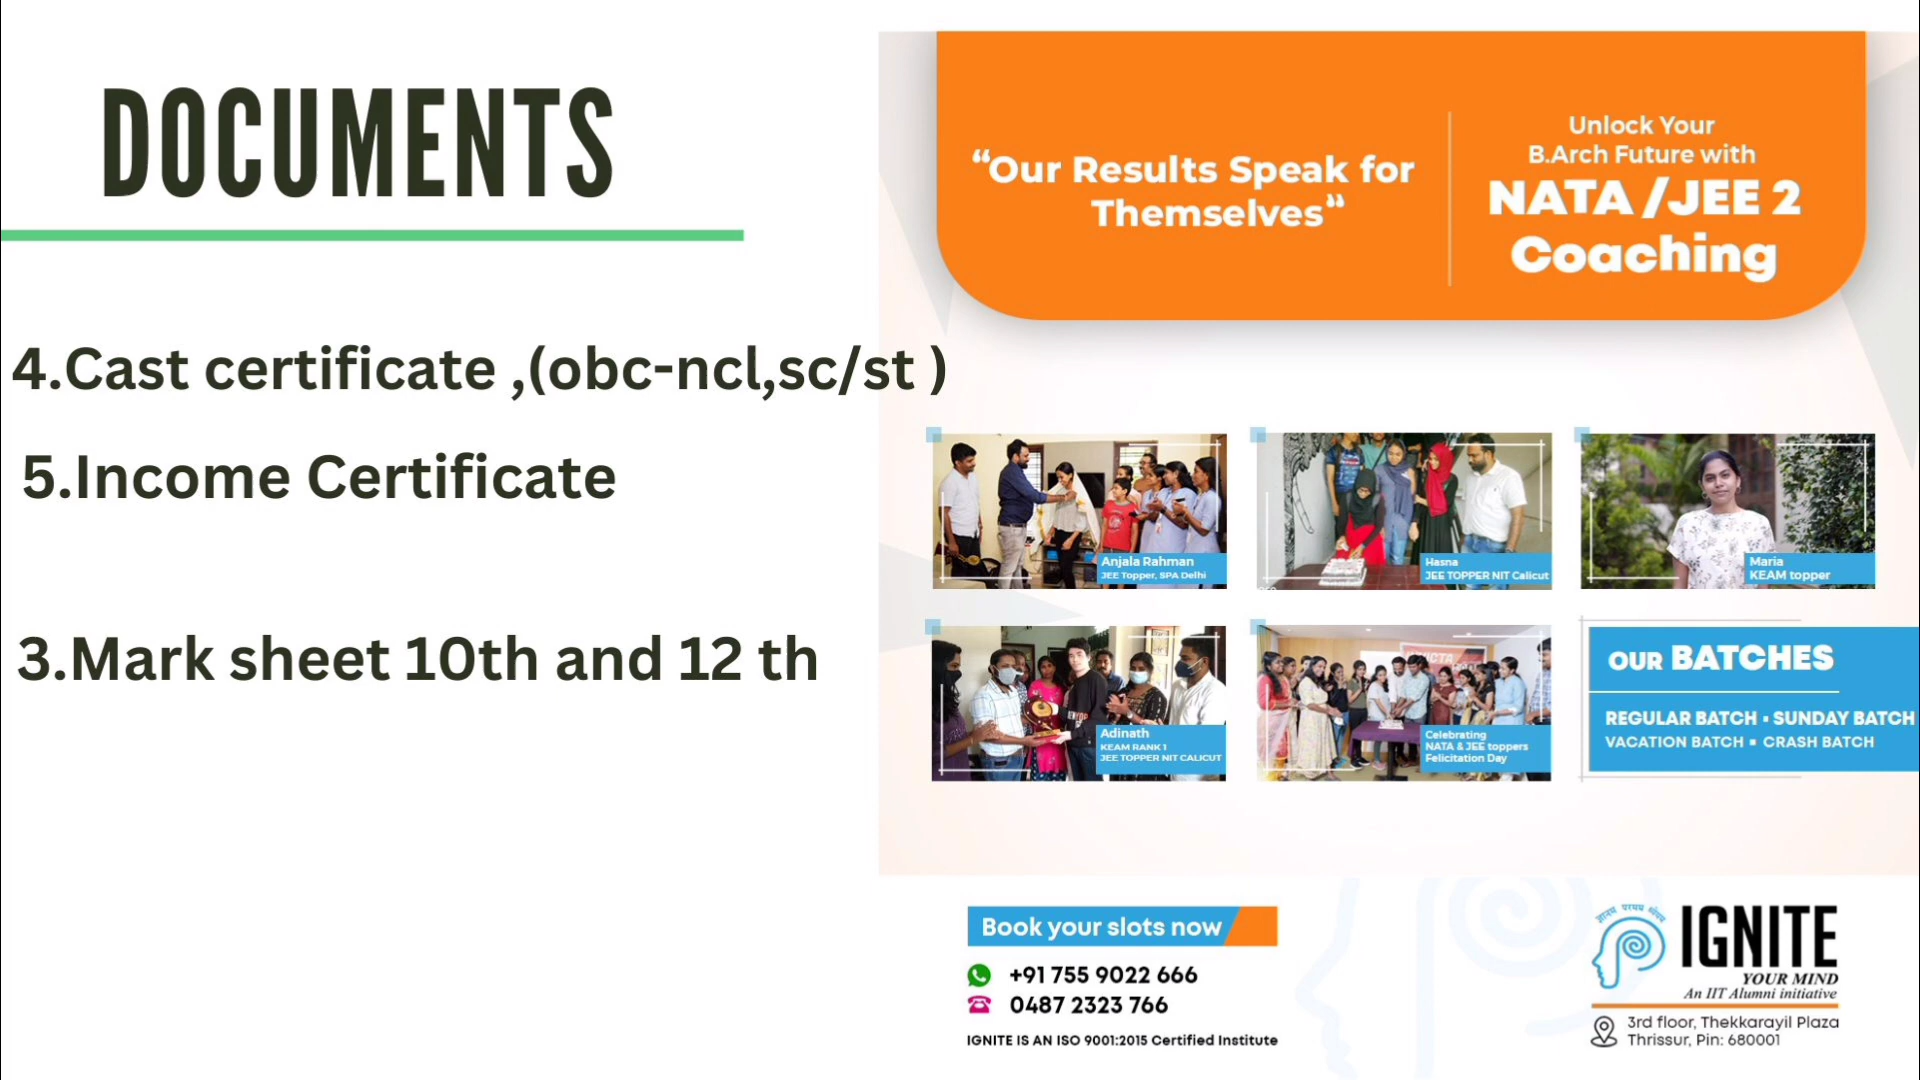 DOCUMENTS
4.Cast certificate ,(obc-ncl,sc/st )
5.Income Certificate
3.Mark sheet 10th and 12 th
“Our Results Speak for
Themselves”
Unlock Your
B.Arch Future with
NATA /JEE 2
Coaching
Anjala Rahman
JEE Topper, SPA Delhi
Hasna
JEE TOPPER NIT Calicut
Maria
KEAM topper
Adinath
KEAM RANK 1
JEE TOPPER NIT CALICUT
Celebrating
NATA & JEE toppers
Felicitation Day
OUR BATCHES
REGULAR BATCH ▪ SUNDAY BATCH
VACATION BATCH ▪ CRASH BATCH
Book your slots now
+91 755 9022 666
0487 2323 766
IGNITE IS AN ISO 9001:2015 Certified Institute
IGNITE
YOUR MIND
An IIT Alumni initiative
3rd floor, Thekkarayil Plaza
Thrissur, Pin: 680001